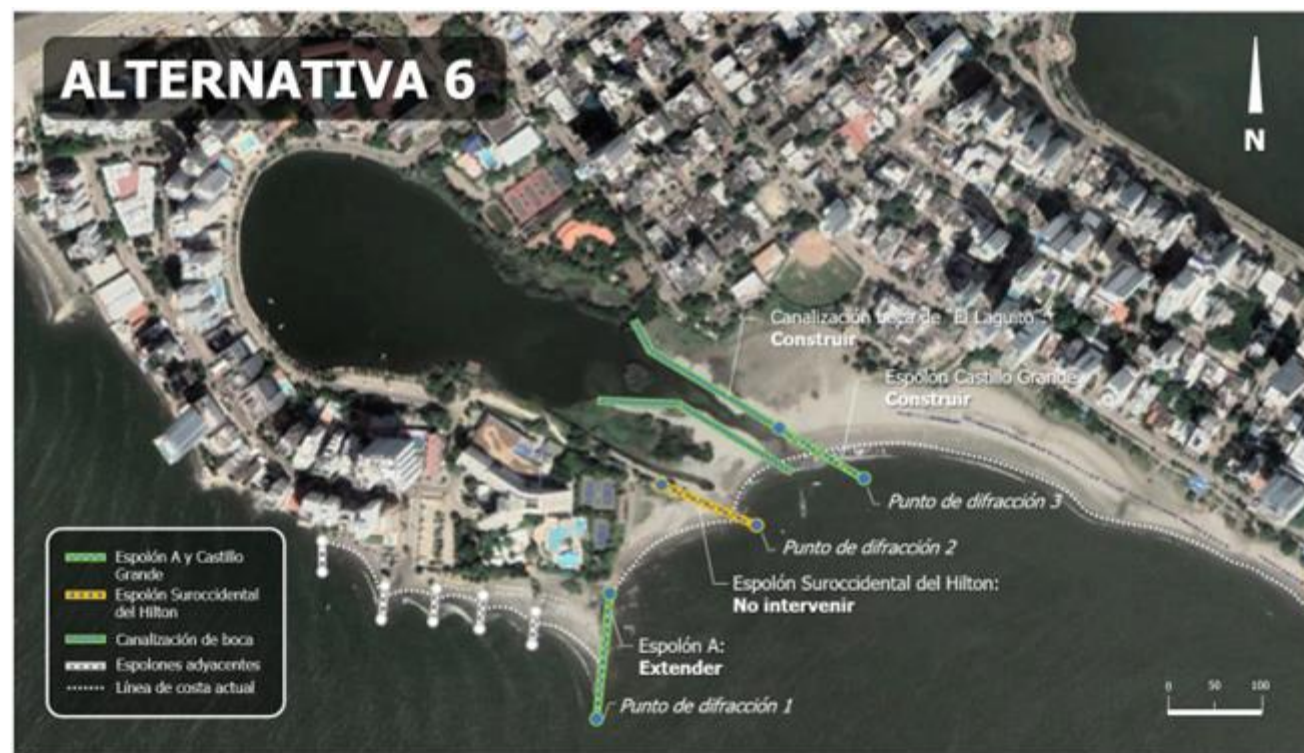 ALTERNATIVA 6
N
Canalización boca de "El Laguito":
Construir
Espolón Castillo Grande
Construir
Punto de difracción 3
Punto de difracción 2
Espolón Suroccidental del Hilton:
No intervenir
Espolón A:
Extender
Punto de difracción 1
Espolón A y Castillo
Grande
Espolón Suroccidental
del Hilton
Canalización de boca
Espolones adyacentes
Línea de costa actual
0 50 100